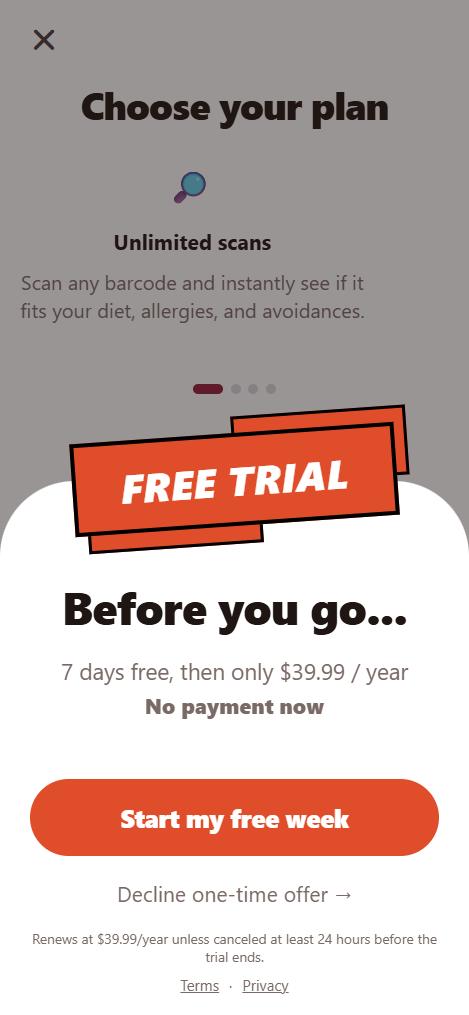 Choose your plan
Unlimited scans
Scan any barcode and instantly see if it
fits your diet, allergies, and avoidances.
FREE TRIAL
Before you go...
7 days free, then only $39.99 / year
No payment now
Start my free week
Decline one-time offer →
Renews at $39.99/year unless canceled at least 24 hours before the
trial ends.
Terms · Privacy